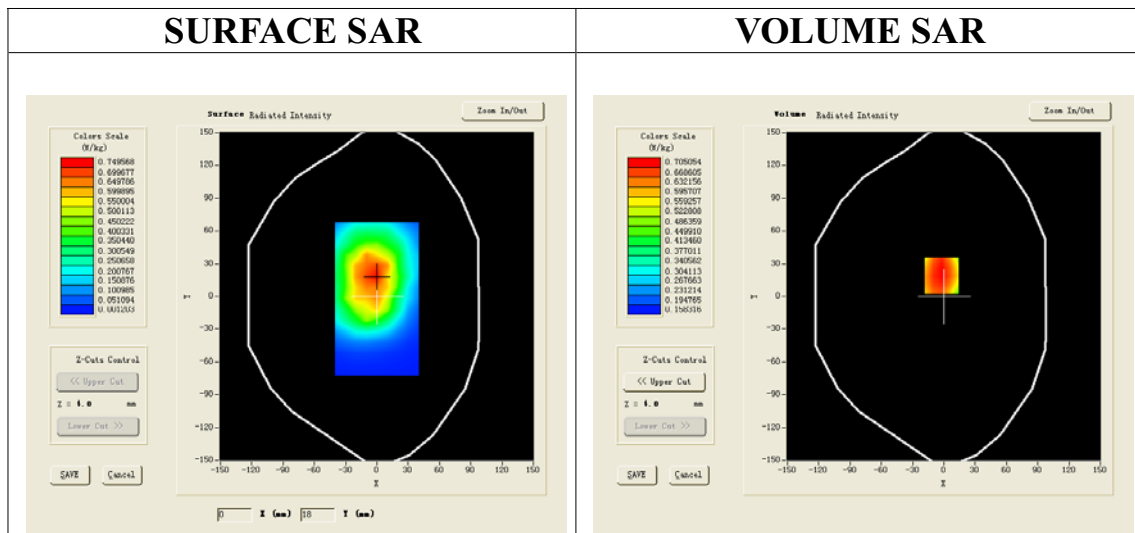 SURFACE SAR
VOLUME SAR
Surface Radiated Intensity
Zoom In/Out
Colors Scale
(W/kg)
0.749568
0.699677
0.649786
0.599895
0.550004
0.500113
0.450222
0.400331
0.350440
0.300549
0.250658
0.200767
0.150876
0.100985
0.051094
0.001203
150
120
90
60
30
0
-30
-60
-90
-120
-150
Y
-150 -120 -90 -60 -30 0 30 60 90 120 150
X
Z-Cuts Control
<< Upper Cut
Z = 4.0 mm
Lower Cut >>
SAVE Cancel
0 X (mm) 18 Y (mm)
Volume Radiated Intensity
Zoom In/Out
Colors Scale
(W/kg)
0.705054
0.668605
0.632156
0.595707
0.559257
0.522808
0.486359
0.449910
0.413460
0.377011
0.340562
0.304113
0.267663
0.231214
0.194765
0.158316
150
120
90
60
30
0
-30
-60
-90
-120
-150
Y
-150 -120 -90 -60 -30 0 30 60 90 120 150
X
Z-Cuts Control
<< Upper Cut
Z = 4.0 mm
Lower Cut >>
SAVE Cancel